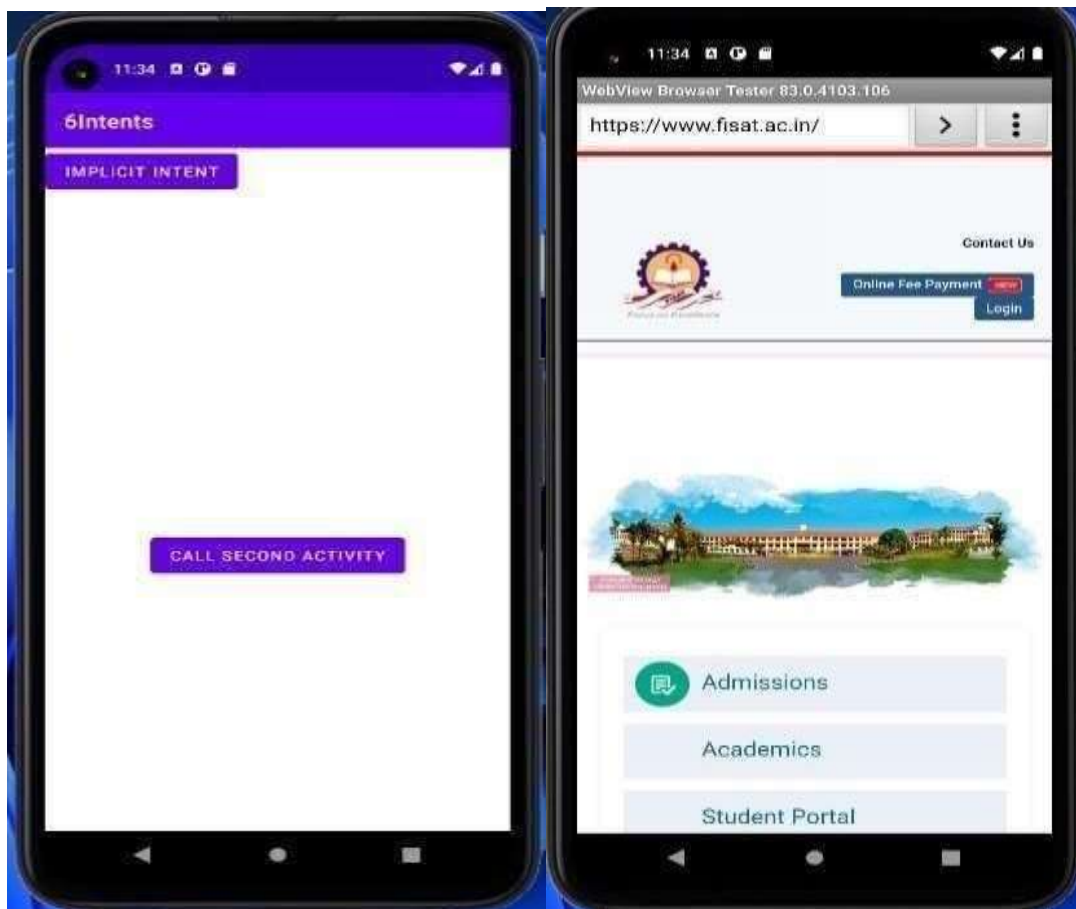 11:34
6Intents
IMPLICIT INTENT
CALL SECOND ACTIVITY
11:34
WebView Browser Tester 83.0.4103.106
https://www.fisat.ac.in/
Contact Us
Online Fee Payment NEW
Login
Admissions
Academics
Student Portal